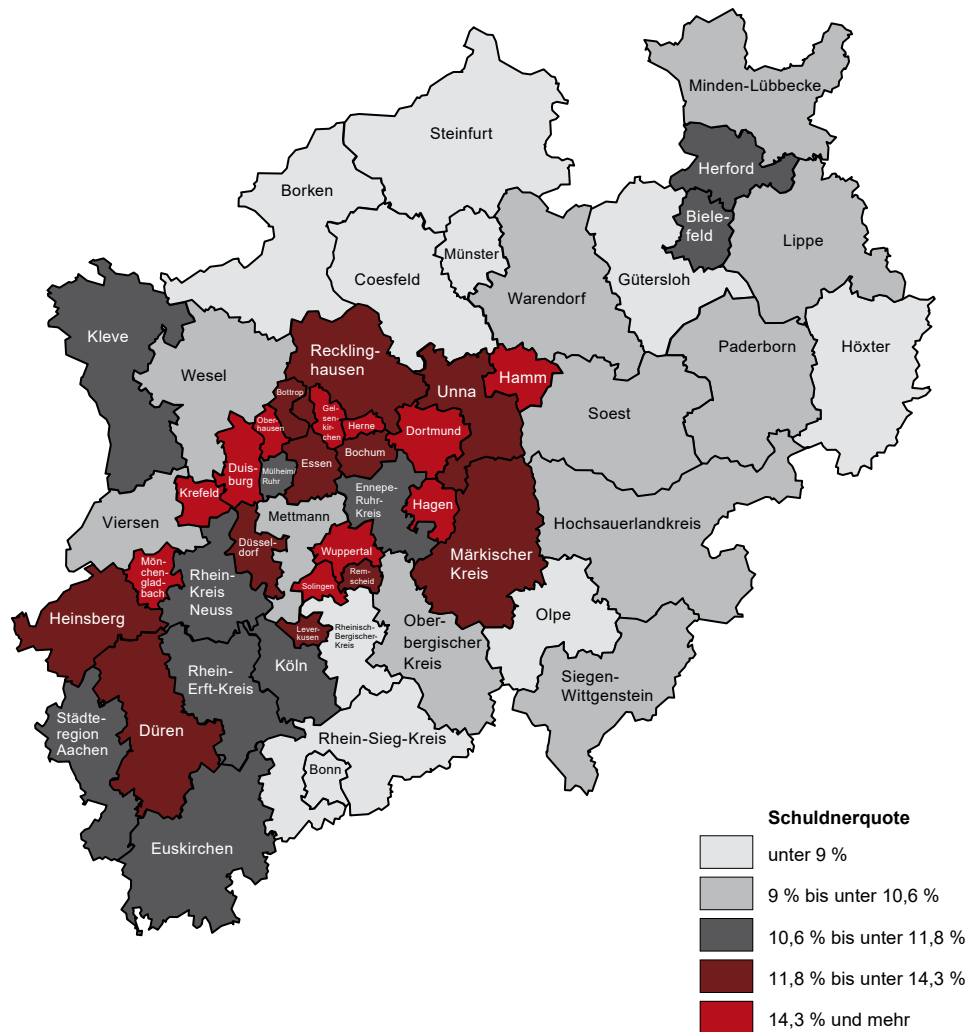 Minden-Lübbecke
Steinfurt
Herford
Borken
Biele-
feld
Lippe
Münster
Coesfeld
Gütersloh
Warendorf
Kleve
Paderborn
Höxter
Reckling-
hausen
Wesel
Hamm
Unna
Bottrop
Soest
Gel-
sen-
kir-
chen
Ober-
hausen
Herne
Dortmund
Bochum
Essen
Duis-
burg
Mülheim/
Ruhr
Krefeld
Ennepe-
Ruhr-
Kreis
Hagen
Mettmann
Viersen
Hochsauerlandkreis
Düssel-
dorf
Wuppertal
Märkischer
Kreis
Mön-
chen-
glad-
bach
Rhein-
Kreis
Neuss
Rem-
scheid
Solingen
Heinsberg
Olpe
Lever-
kusen
Rheinisch-
Bergischer-
Kreis
Ober-
bergischer
Kreis
Köln
Rhein-
Erft-Kreis
Siegen-
Wittgenstein
Städte-
region
Aachen
Düren
Rhein-Sieg-Kreis
Bonn
Euskirchen
Schuldnerquote
unter 9 %
9 % bis unter 10,6 %
10,6 % bis unter 11,8 %
11,8 % bis unter 14,3 %
14,3 % und mehr